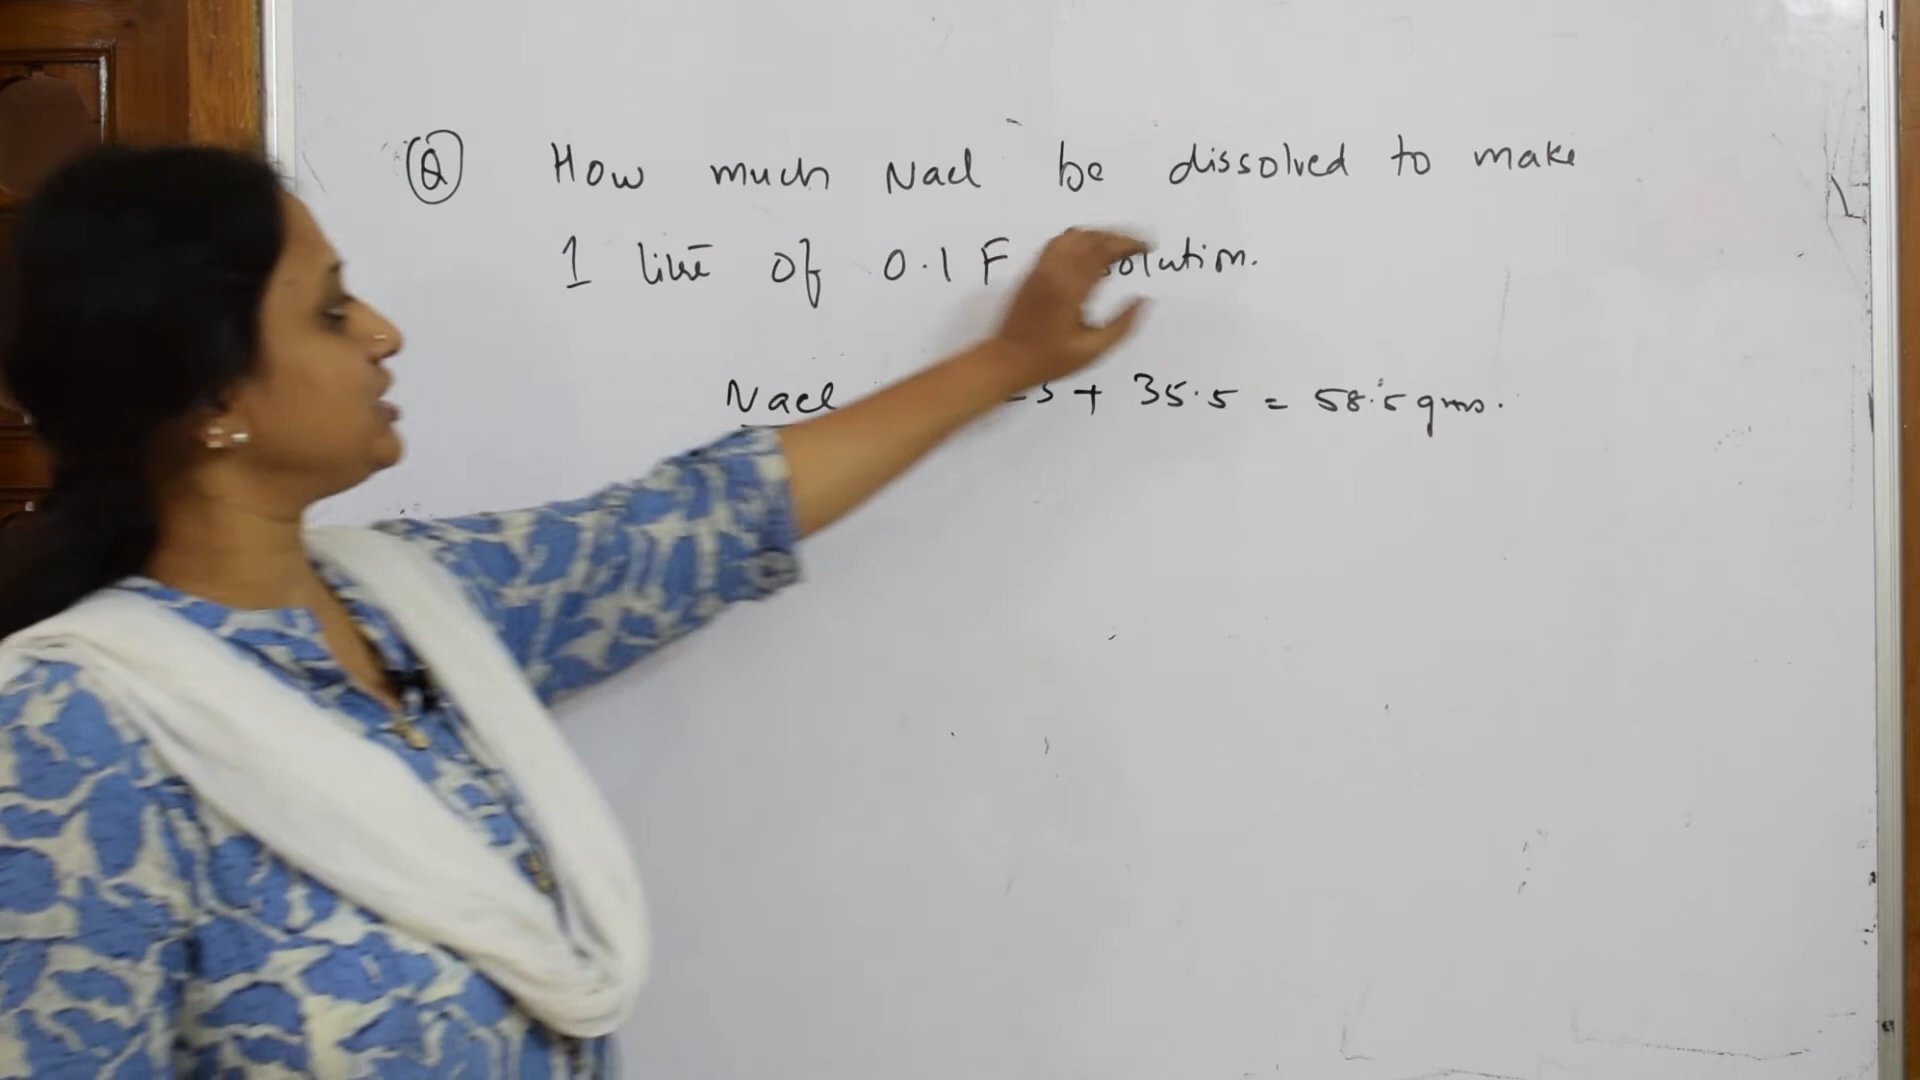 Q How much Nacl be dissolved to make
1 litre of 0.1 F solution.
Nacl 23 + 35.5 = 58.5 gms.